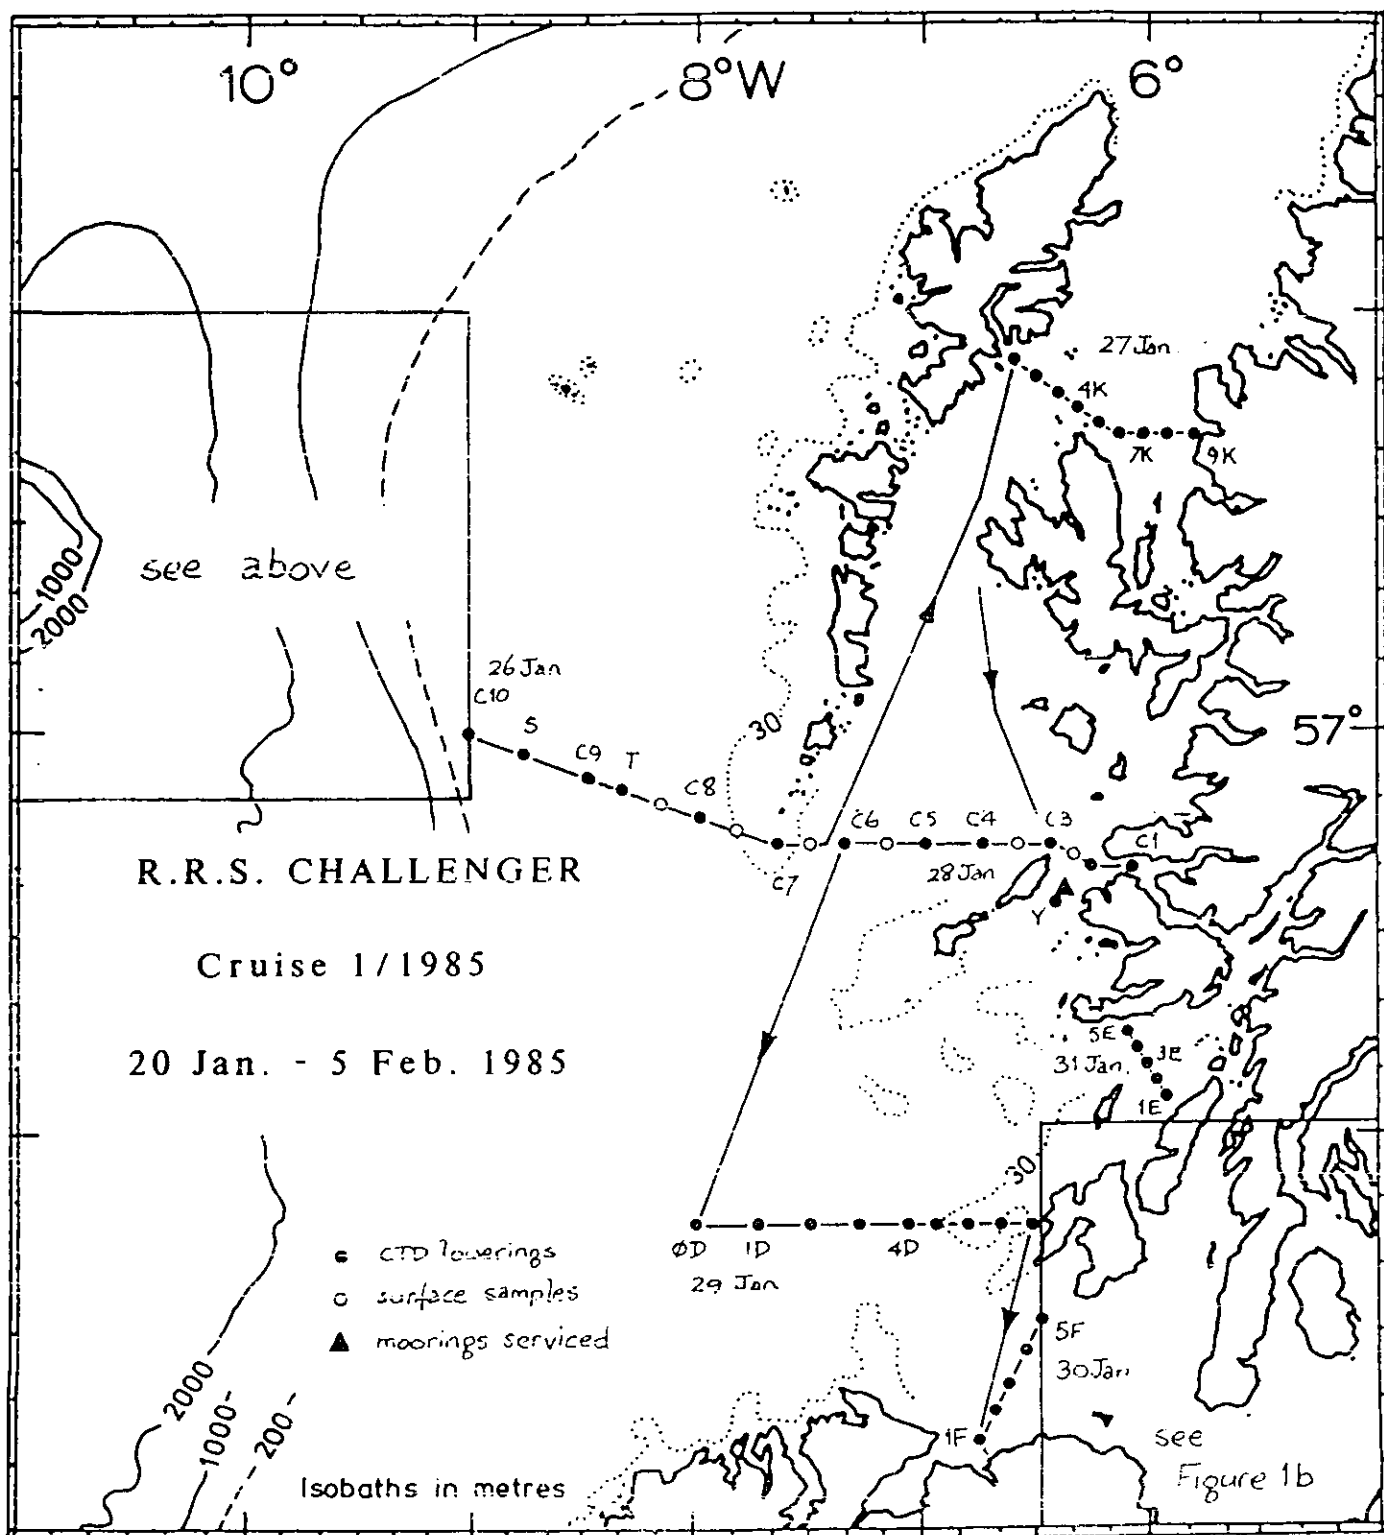 10° 8°W 6°
27 Jan.
4K
7K 9K
1000
2000
see above
26 Jan
C10
S
C9 T
C8
30
57°
C7
C6 C5 C4 C3
C1
28 Jan
Y
R.R.S. CHALLENGER
Cruise 1/1985
20 Jan. - 5 Feb. 1985
5E
3E
31 Jan.
1E
30
ØD 1D 4D
29 Jan
CTD lowerings
surface samples
moorings serviced
5F
30 Jan
1F
2000
1000
200
Isobaths in metres
see
Figure 1b